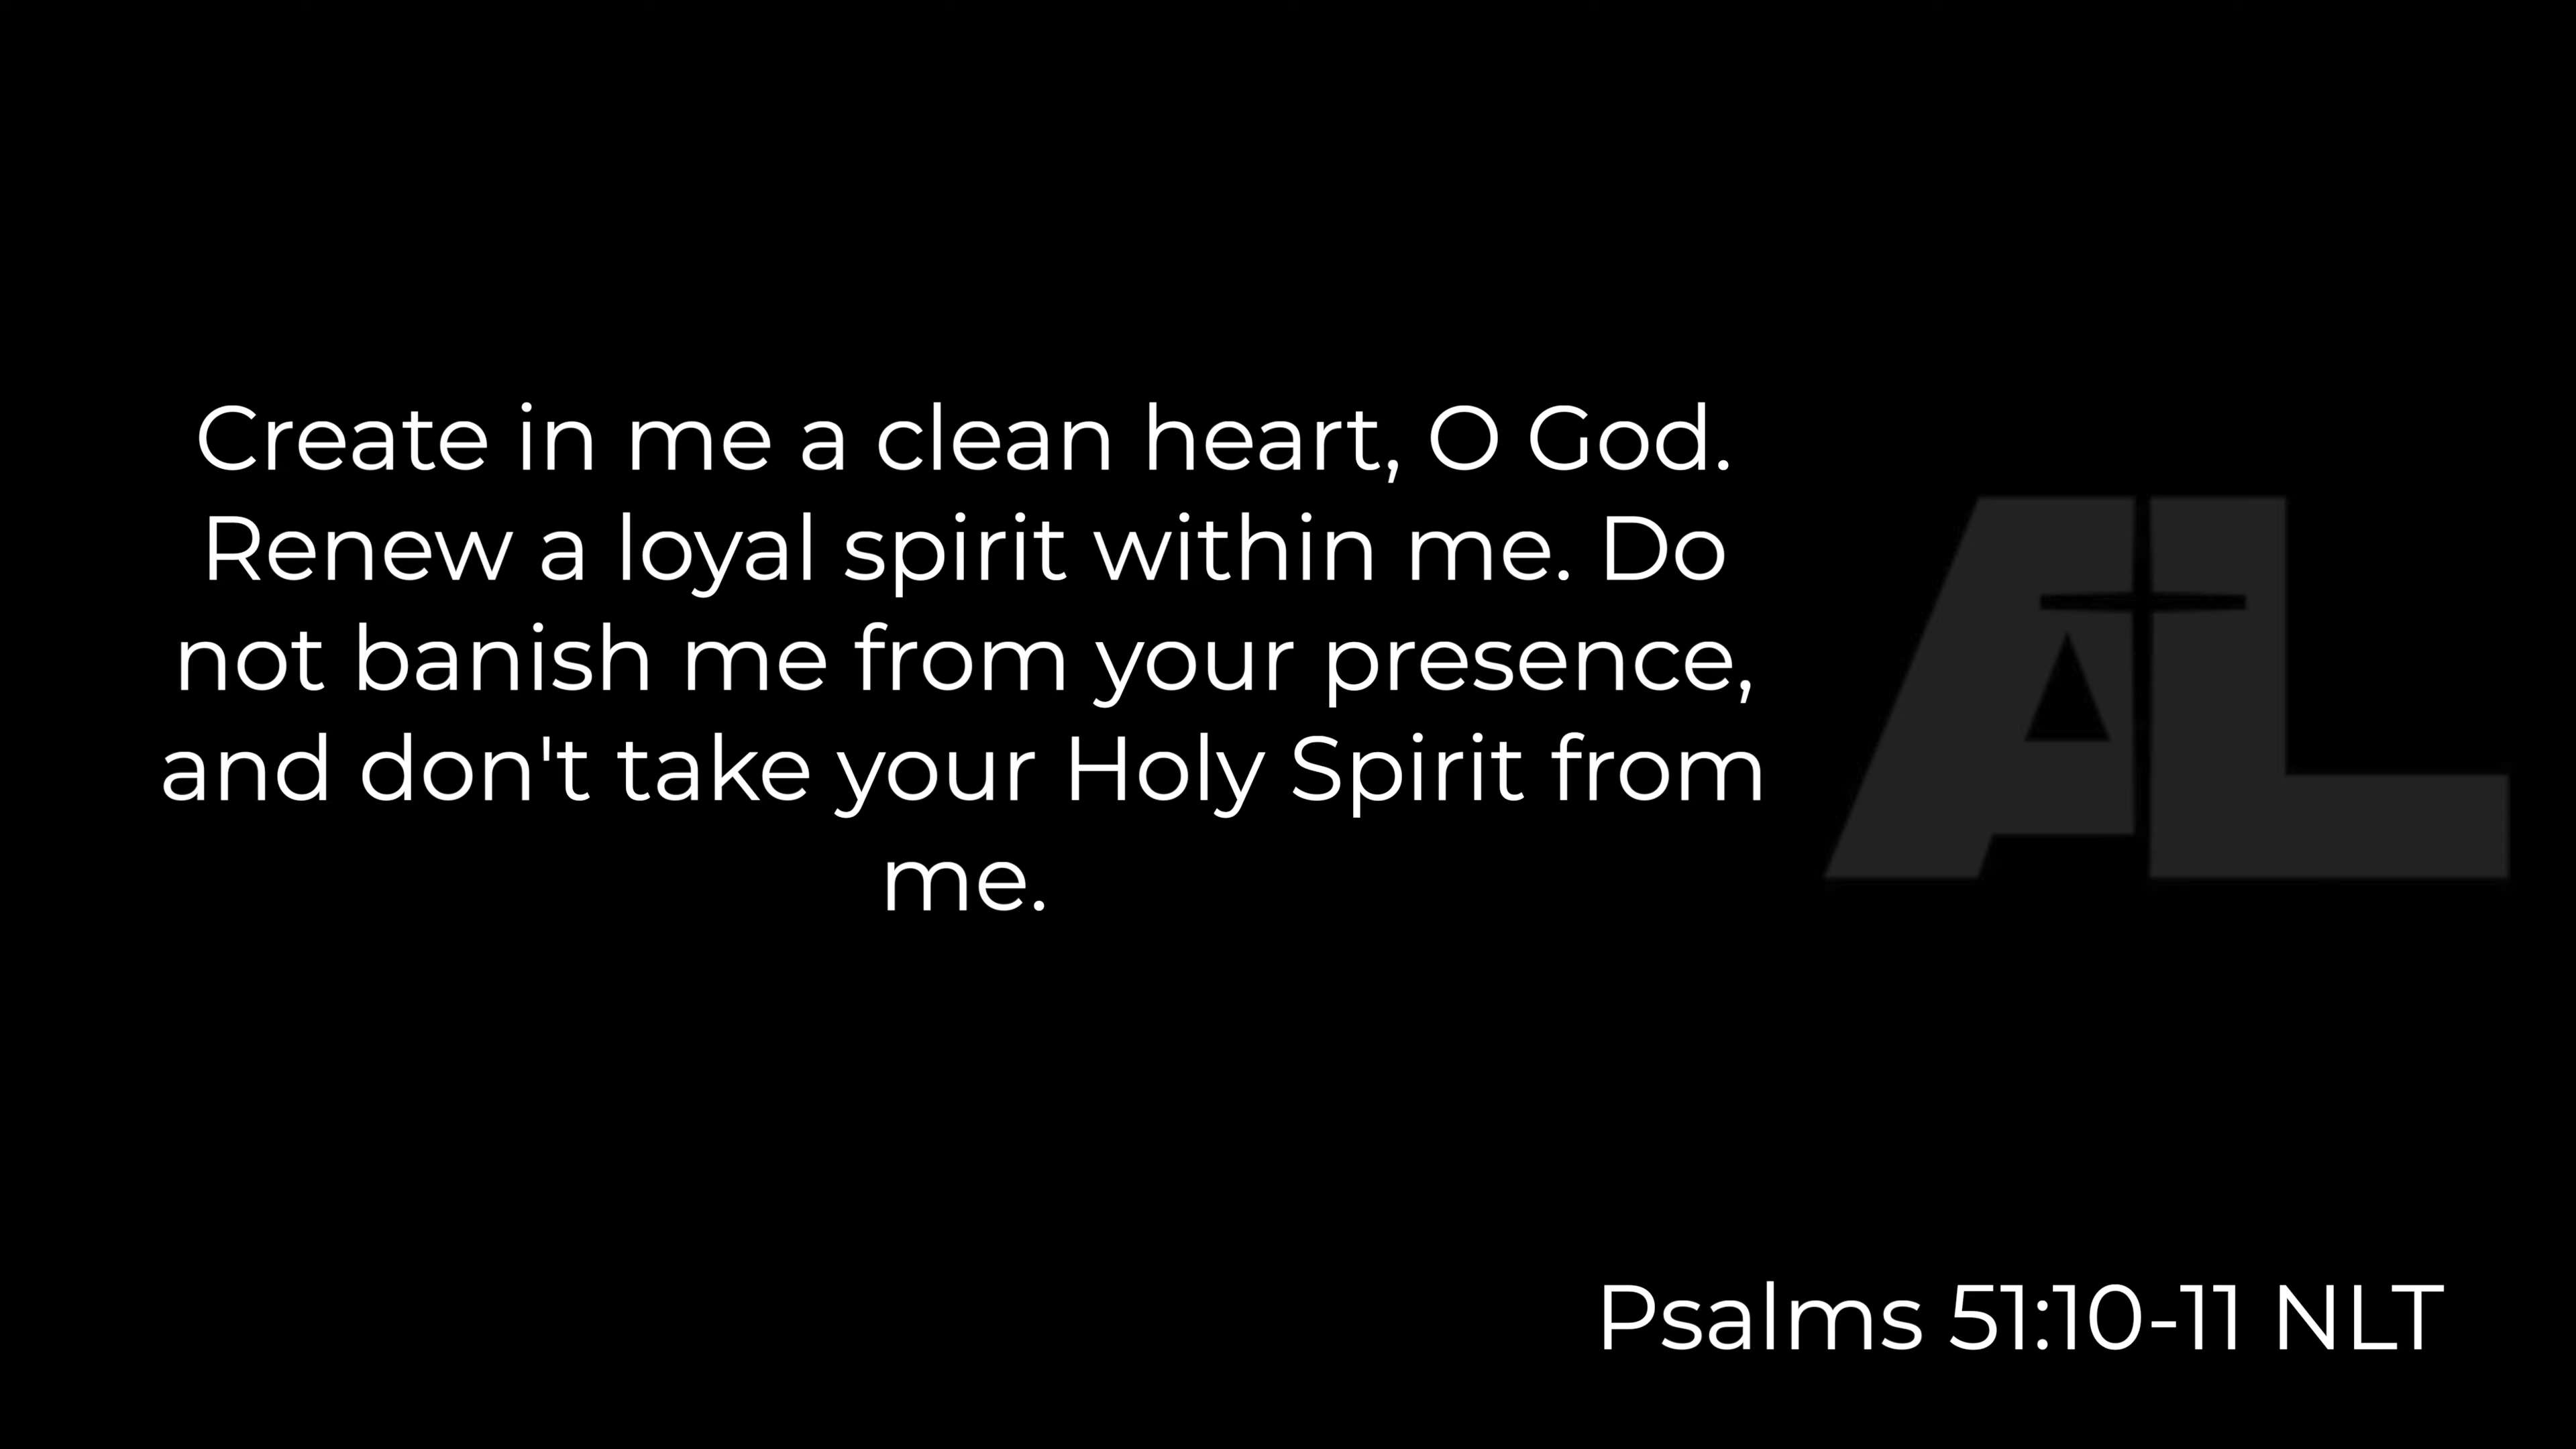 Create in me a clean heart, O God.
Renew a loyal spirit within me. Do
not banish me from your presence,
and don't take your Holy Spirit from
me.
AL
Psalms 51:10-11 NLT